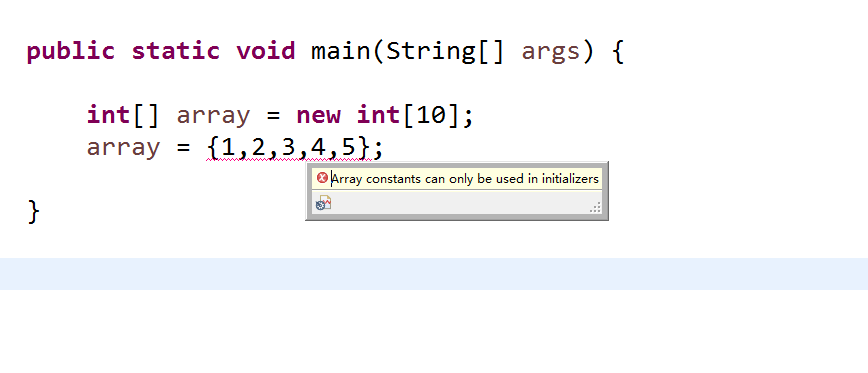 public static void main(String[] args) {
int[] array = new int[10];
array = {1,2,3,4,5};
Array constants can only be used in initializers
}